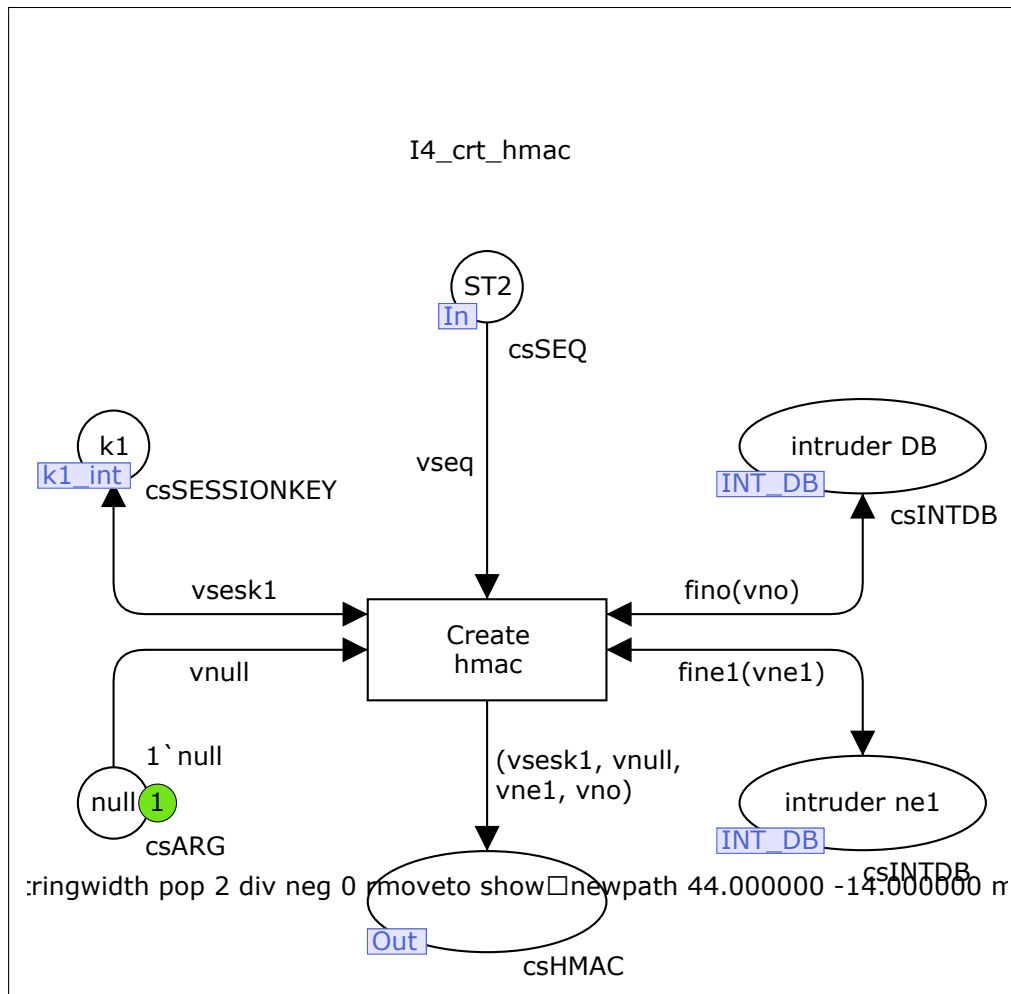 I4_crt_hmac
ST2
In
csSEQ
k1
k1_int
csSESSIONKEY
vseq
intruder DB
INT_DB
csINTDB
vsesk1
fino(vno)
Create
hmac
vnull
fine1(vne1)
1`null
(vsesk1, vnull,
vne1, vno)
null
1
csARG
intruder ne1
INT_DB
csINTDB
ringwidth pop 2 div neg 0 rmoveto show□newpath 44.000000 -14.000000 m
Out
csHMAC